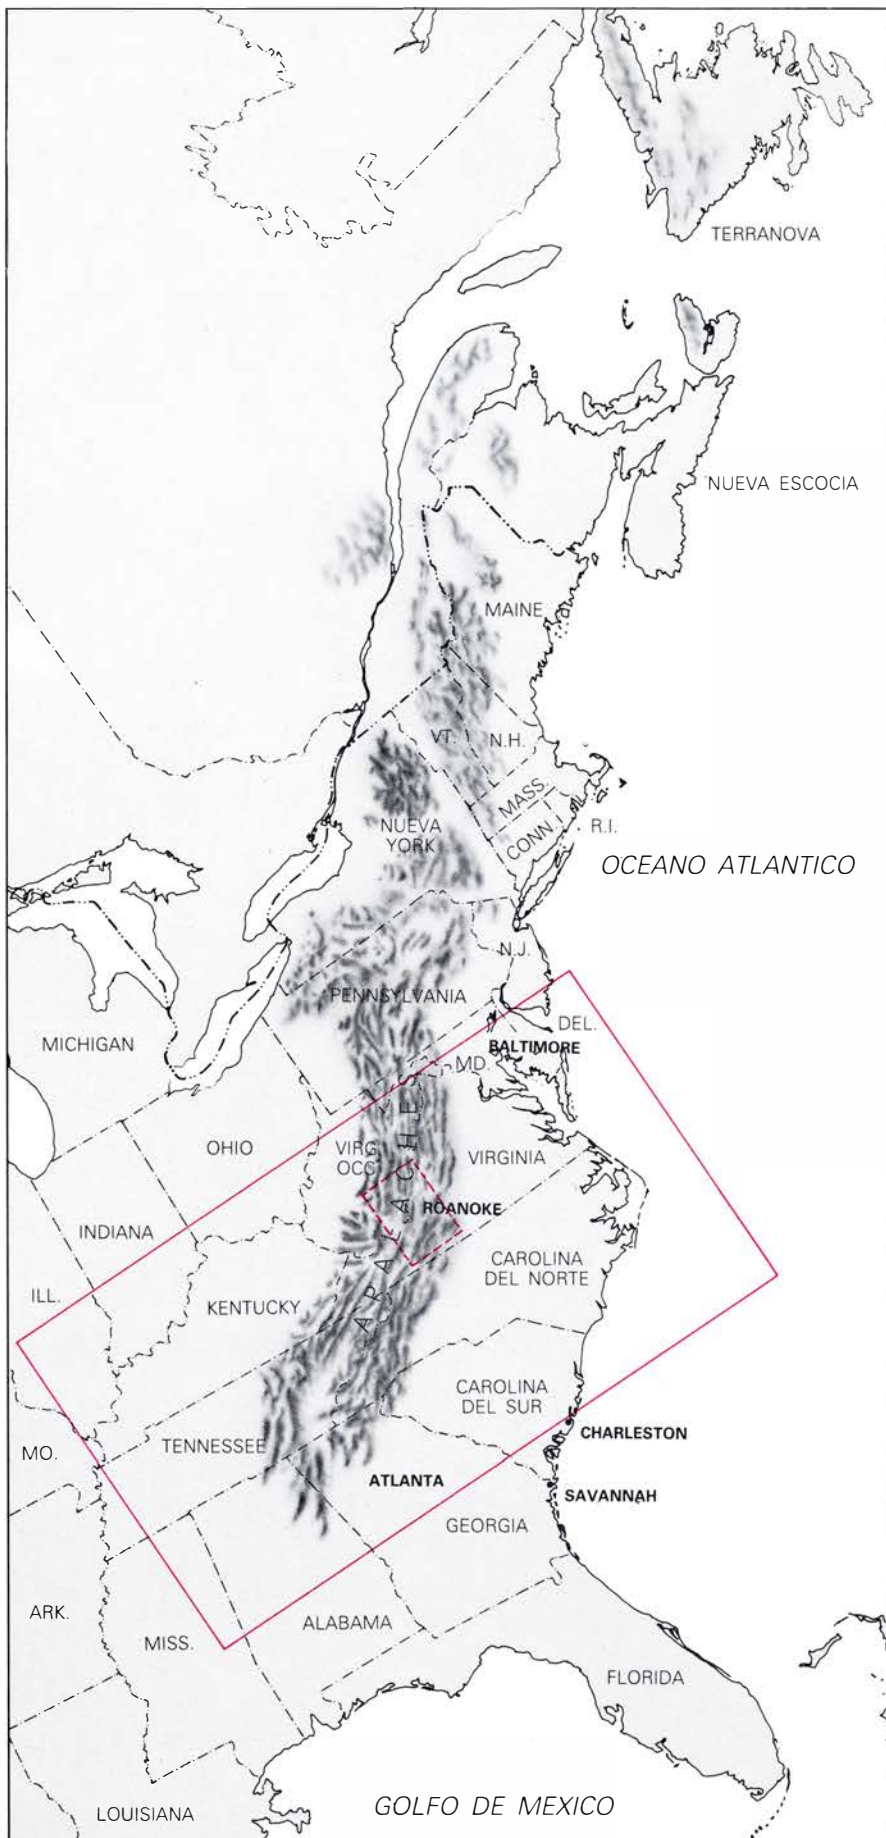 TERRANOVA
NUEVA ESCOCIA
MAINE
VT.
N.H.
MASS.
CONN.
R.I.
NUEVA
YORK
OCEANO ATLANTICO
N.J.
PENNSYLVANIA
DEL.
MICHIGAN
BALTIMORE
MD.
OHIO
VIRG.
OCC.
VIRGINIA
APALACHES
ROANOKE
INDIANA
CAROLINA
DEL NORTE
ILL.
KENTUCKY
CAROLINA
DEL SUR
CHARLESTON
TENNESSEE
MO.
ATLANTA
SAVANNAH
GEORGIA
ARK.
ALABAMA
MISS.
FLORIDA
LOUISIANA
GOLFO DE MEXICO